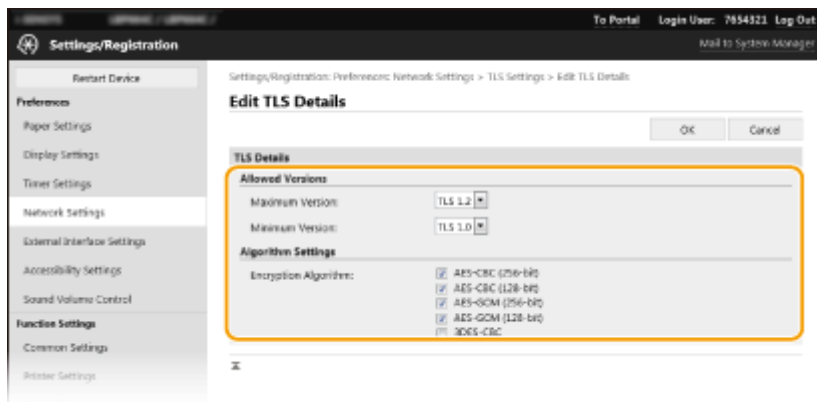 To Portal Login User: 7654321 Log Out
Settings/Registration
Mail to System Manager
Restart Device
Preferences
Paper Settings
Display Settings
Timer Settings
Network Settings
External Interface Settings
Accessibility Settings
Sound Volume Control
Function Settings
Common Settings
Printer Settings
Settings/Registration: Preferences: Network Settings > TLS Settings > Edit TLS Details
Edit TLS Details
OK Cancel
TLS Details
Allowed Versions
Maximum Version: TLS 1.2
Minimum Version: TLS 1.0
Algorithm Settings
Encryption Algorithm: AES-CBC (256-bit)
AES-CBC (128-bit)
AES-GCM (256-bit)
AES-GCM (128-bit)
3DES-CBC